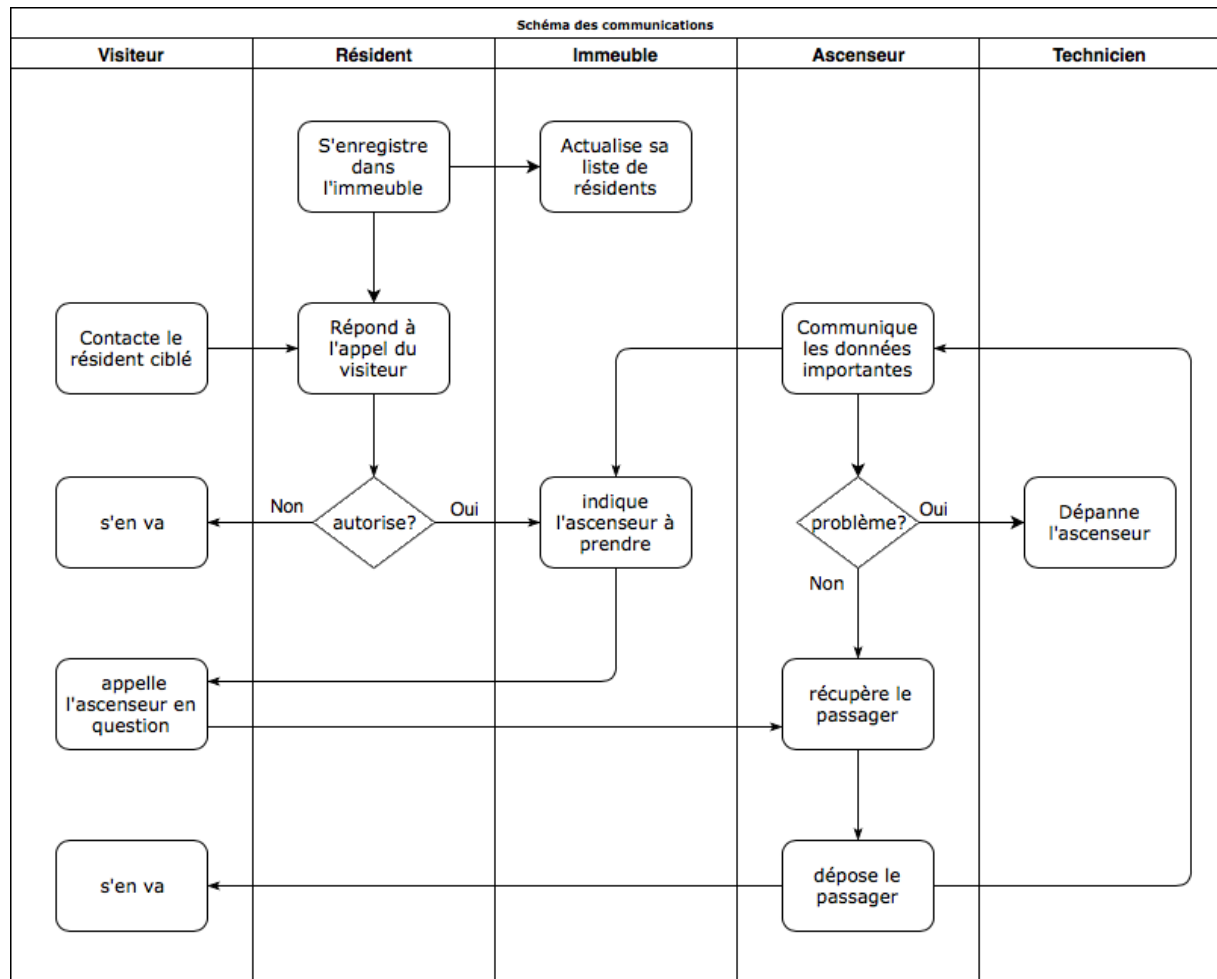 Schéma des communications
Visiteur
Résident
Immeuble
Ascenseur
Technicien
S'enregistre
dans
l'immeuble
Actualise sa
liste de
résidents
Contacte le
résident ciblé
Répond à
l'appel du
visiteur
Communique
les données
importantes
s'en va
Non
autorise?
Oui
indique
l'ascenseur à
prendre
problème?
Oui
Dépanne
l'ascenseur
Non
appelle
l'ascenseur en
question
récupère le
passager
s'en va
dépose le
passager